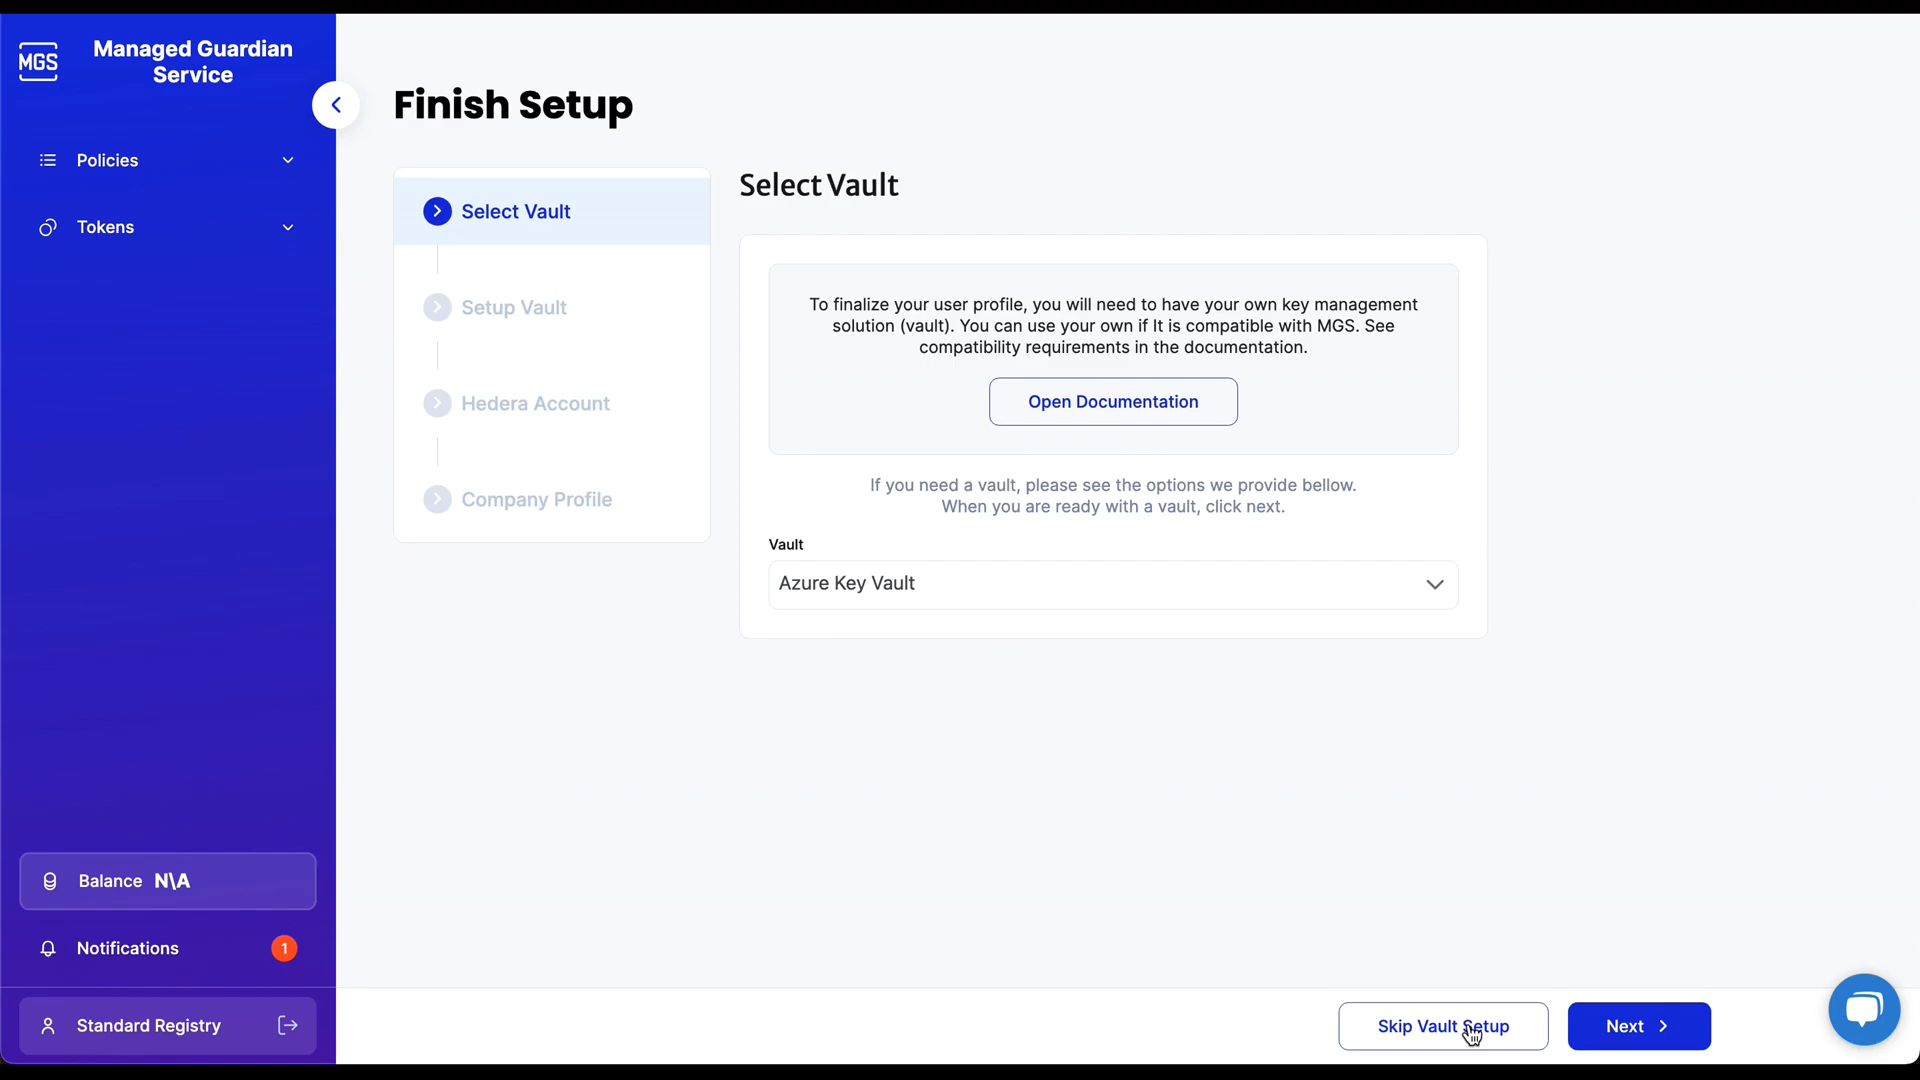 MGS
Managed Guardian
Service
Policies
Tokens
Balance N\A
Notifications
1
Standard Registry
Finish Setup
Select Vault
Setup Vault
Hedera Account
Company Profile
Select Vault
To finalize your user profile, you will need to have your own key management
solution (vault). You can use your own if It is compatible with MGS. See
compatibility requirements in the documentation.
Open Documentation
If you need a vault, please see the options we provide bellow.
When you are ready with a vault, click next.
Vault
Azure Key Vault
Skip Vault Setup
Next